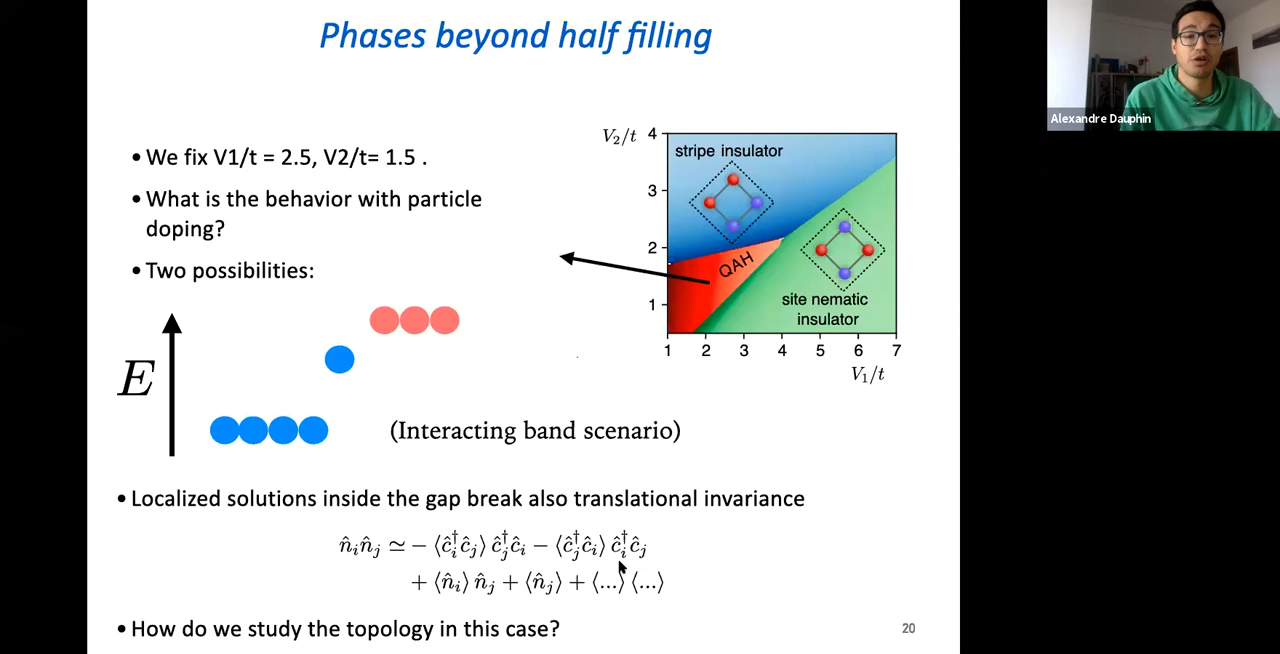 Phases beyond half filling
Alexandre Dauphin
• We fix V1/t = 2.5, V2/t= 1.5 .
• What is the behavior with particle
doping?
• Two possibilities:
V₂/t
4
3
2
1
stripe insulator
QAH
site nematic
insulator
1 2 3 4 5 6 7
V₁/t
E
(Interacting band scenario)
• Localized solutions inside the gap break also translational invariance
n̂ᵢn̂ⱼ ≃ − ⟨ĉᵢ†ĉⱼ⟩ ĉⱼ†ĉᵢ − ⟨ĉⱼ†ĉᵢ⟩ ĉᵢ†ĉⱼ
+ ⟨n̂ᵢ⟩ n̂ⱼ + ⟨n̂ⱼ⟩ + ⟨...⟩ ⟨...⟩
• How do we study the topology in this case?
20